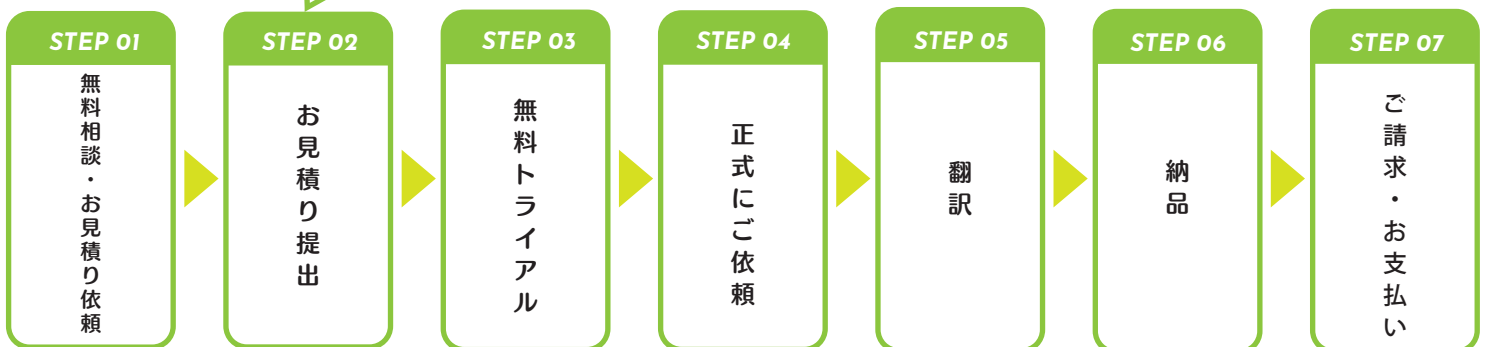 STEP 01
無料相談・お見積り依頼
STEP 02
お見積り提出
STEP 03
無料トライアル
STEP 04
正式にご依頼
STEP 05
翻訳
STEP 06
納品
STEP 07
ご請求・お支払い